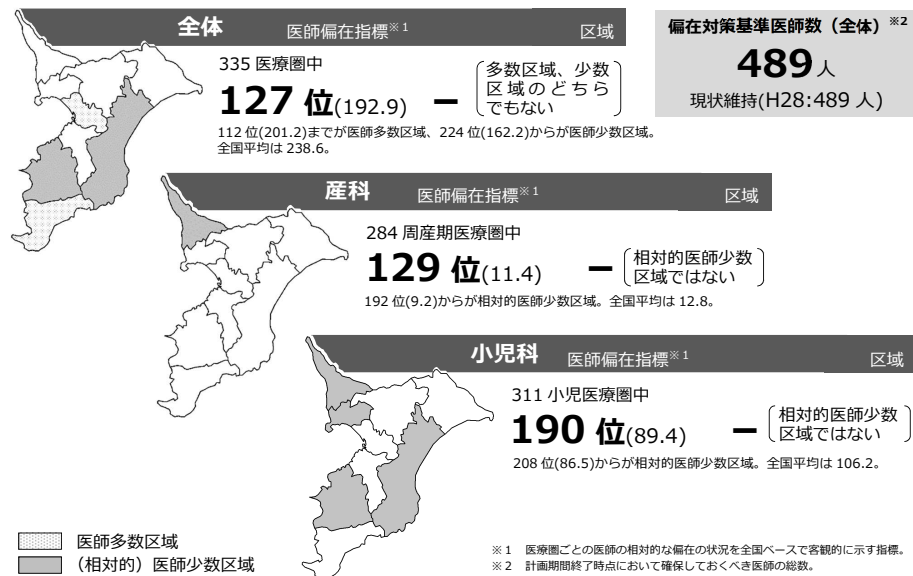 全体 医師偏在指標※1 区域
335 医療圏中
127 位(192.9) ー 多数区域、少数
区域のどちら
でもない
112 位(201.2)までが医師多数区域、224 位(162.2)からが医師少数区域。
全国平均は 238.6。
偏在対策基準医師数（全体）※2
489人
現状維持(H28:489 人)
産科 医師偏在指標※1 区域
284 周産期医療圏中
129 位(11.4) ー 相対的医師少数
区域ではない
192 位(9.2)からが相対的医師少数区域。全国平均は 12.8。
小児科 医師偏在指標※1 区域
311 小児医療圏中
190 位(89.4) ー 相対的医師少数
区域ではない
208 位(86.5)からが相対的医師少数区域。全国平均は 106.2。
医師多数区域
（相対的）医師少数区域
※1 医療圏ごとの医師の相対的な偏在の状況を全国ベースで客観的に示す指標。
※2 計画期間終了時点において確保しておくべき医師の総数。